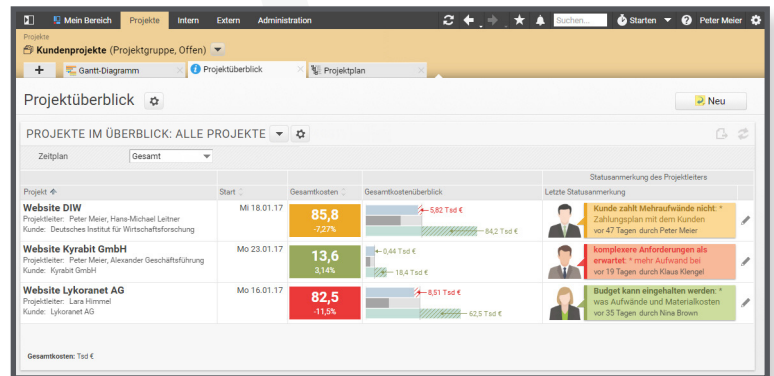 Mein Bereich Projekte Intern Extern Administration Suchen... Starten Peter Meier
Projekte
Kundenprojekte (Projektgruppe, Offen)
+ Gantt-Diagramm × Projektüberblick × Projektplan ×
Projektüberblick
Neu
PROJEKTE IM ÜBERBLICK: ALLE PROJEKTE
Zeitplan Gesamt
Statusanmerkung des Projektleiters
Projekt Start Gesamtkosten Gesamtkostenüberblick Letzte Statusanmerkung
Website DIW
Projektleiter: Peter Meier, Hans-Michael Leitner
Kunde: Deutsches Institut für Wirtschaftsforschung
Mi 18.01.17
85,8
-7,27%
5,82 Tsd €
84,2 Tsd €
Kunde zahlt Mehraufwände nicht: *
Zahlungsplan mit dem Kunden
vor 47 Tagen durch Peter Meier
Website Kyrabit GmbH
Projektleiter: Peter Meier, Alexander Geschäftsführung
Kunde: Kyrabit GmbH
Mo 23.01.17
13,6
3,14%
0,44 Tsd €
18,4 Tsd €
komplexere Anforderungen als
erwartet: * mehr Aufwand bei
vor 19 Tagen durch Klaus Klengel
Website Lykoranet AG
Projektleiter: Lara Himmel
Kunde: Lykoranet AG
Mo 16.01.17
82,5
-11,5%
8,51 Tsd €
62,5 Tsd €
Budget kann eingehalten werden: *
was Aufwände und Materialkosten
vor 35 Tagen durch Nina Brown
Gesamtkosten: Tsd €